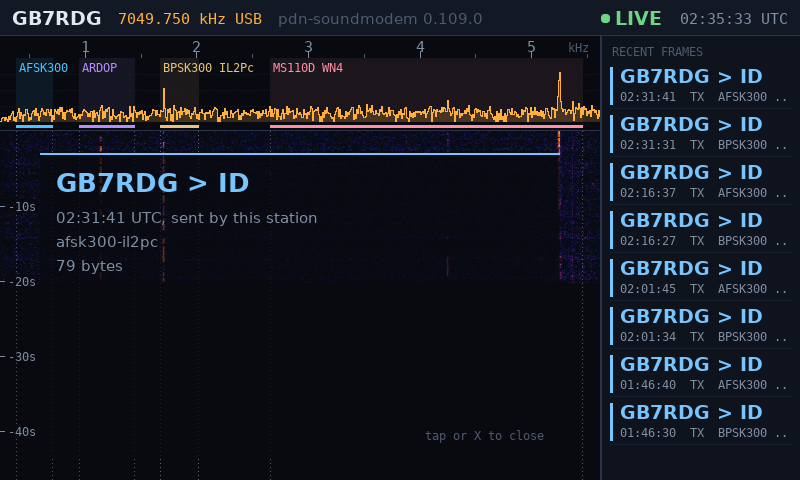 GB7RDG 7049.750 kHz USB pdn-soundmodem 0.109.0 LIVE 02:35:33 UTC
1 2 3 4 5 kHz
AFSK300 ARDOP BPSK300 IL2Pc MS110D WN4
-10s
-20s
-30s
-40s
GB7RDG > ID
02:31:41 UTC, sent by this station
afsk300-il2pc
79 bytes
tap or X to close
RECENT FRAMES
GB7RDG > ID
02:31:41 TX AFSK300 ..
GB7RDG > ID
02:31:31 TX BPSK300 ..
GB7RDG > ID
02:16:37 TX AFSK300 ..
GB7RDG > ID
02:16:27 TX BPSK300 ..
GB7RDG > ID
02:01:45 TX AFSK300 ..
GB7RDG > ID
02:01:34 TX BPSK300 ..
GB7RDG > ID
01:46:40 TX AFSK300 ..
GB7RDG > ID
01:46:30 TX BPSK300 ..